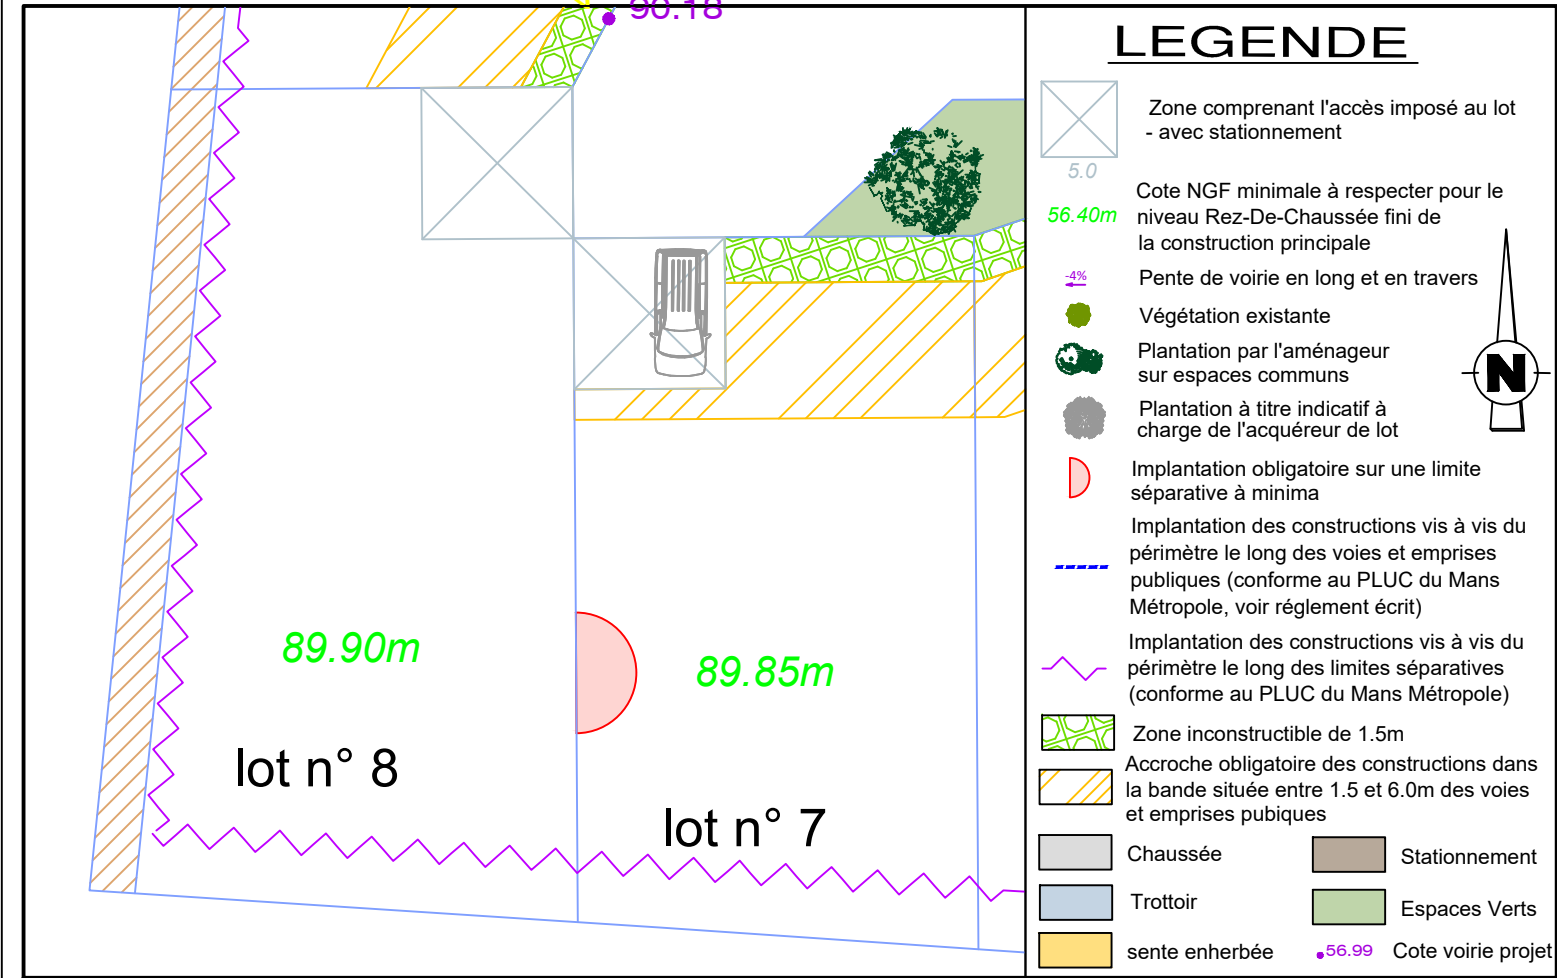 90.18
89.90m
89.85m
lot n° 8
lot n° 7
LEGENDE
Zone comprenant l'accès imposé au lot
- avec stationnement
5.0
56.40m
Cote NGF minimale à respecter pour le
niveau Rez-De-Chaussée fini de
la construction principale
-4%
Pente de voirie en long et en travers
Végétation existante
Plantation par l'aménageur
sur espaces communs
Plantation à titre indicatif à
charge de l'acquéreur de lot
N
Implantation obligatoire sur une limite
séparative à minima
Implantation des constructions vis à vis du
périmètre le long des voies et emprises
publiques (conforme au PLUC du Mans
Métropole, voir réglement écrit)
Implantation des constructions vis à vis du
périmètre le long des limites séparatives
(conforme au PLUC du Mans Métropole)
Zone inconstructible de 1.5m
Accroche obligatoire des constructions dans
la bande située entre 1.5 et 6.0m des voies
et emprises pubiques
Chaussée
Stationnement
Trottoir
Espaces Verts
sente enherbée
56.99
Cote voirie projet